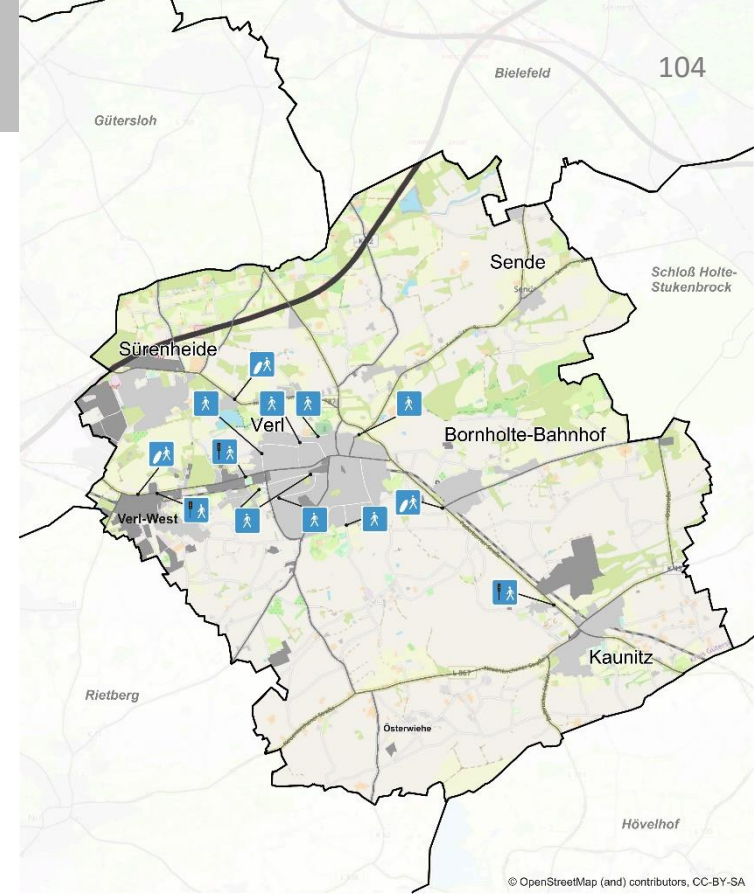 104
Bielefeld
Gütersloh
Sende
Schloß Holte-
Stukenbrock
Sürenheide
Verl
Bornholte-Bahnhof
Verl-West
Kaunitz
L 867
Rietberg
Österwiehe
Hövelhof
© OpenStreetMap (and) contributors, CC-BY-SA